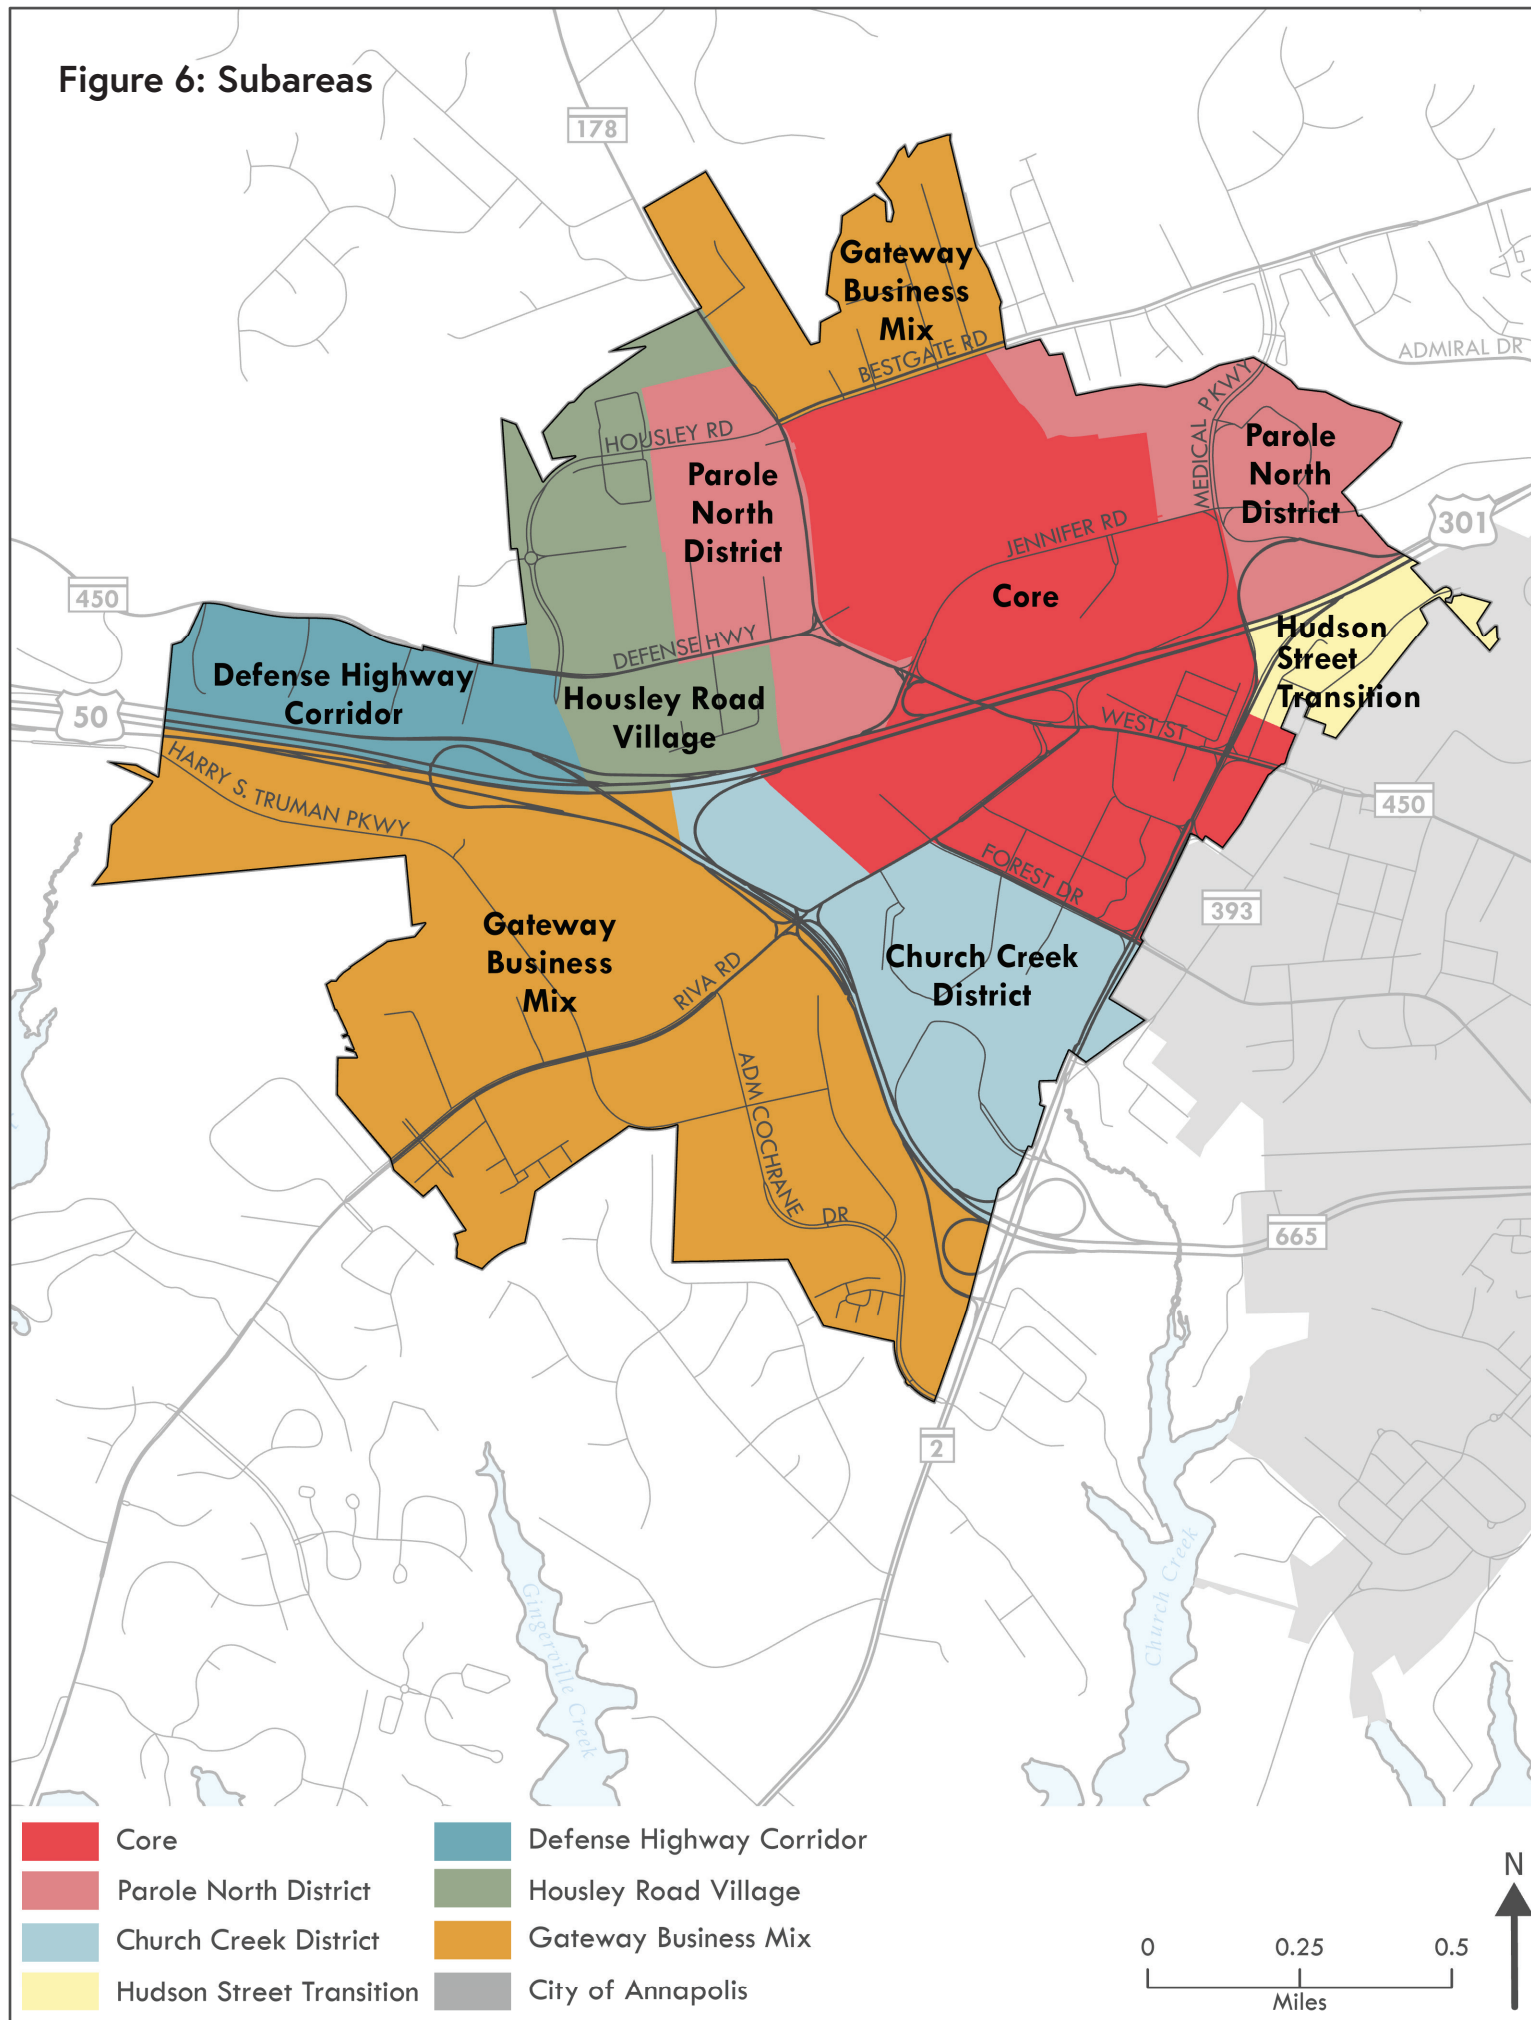 Figure 6: Subareas
178
Gateway
Business
Mix
BESTGATE RD
ADMIRAL DR
HOUSLEY RD
MEDICAL PKWY
Parole
North
District
Parole
North
District
301
JENNIFER RD
Core
450
Hudson
Street
Transition
DEFENSE HWY
Defense Highway
Corridor
Housley Road
Village
50
WEST ST
HARRY S. TRUMAN PKWY
450
FOREST DR
393
Gateway
Business
Mix
Church Creek
District
RIVA RD
ADM COCHRANE DR
665
2
Gingerville Creek
Church Creek
Core
Parole North District
Church Creek District
Hudson Street Transition
Defense Highway Corridor
Housley Road Village
Gateway Business Mix
City of Annapolis
0 0.25 0.5
Miles
N